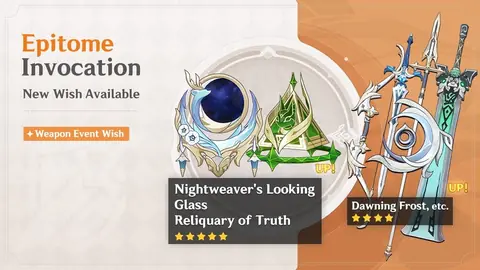 Epitome
Invocation
New Wish Available
+ Weapon Event Wish
UP!
Nightweaver's Looking
Glass
Reliquary of Truth
UP!
Dawning Frost, etc.